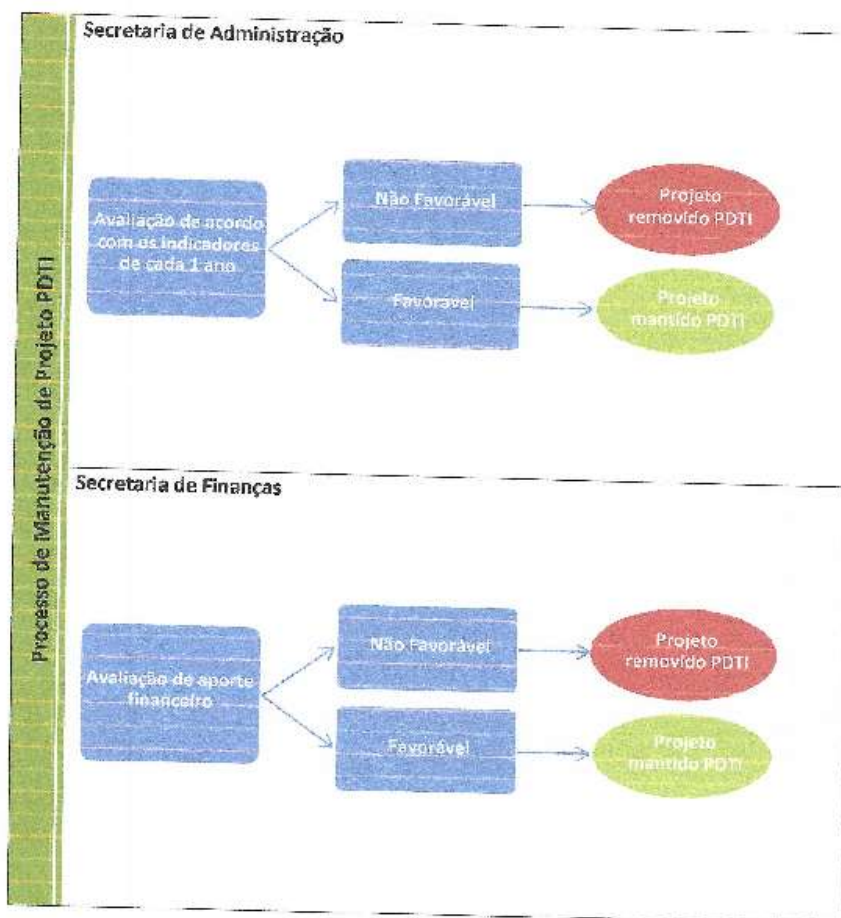 Processo de Manutenção de Projeto PDTI
Secretaria de Administração
Avaliação de acordo
com os indicadores
de cada 1 ano
Não Favorável
Projeto
removido PDTI
Favoravel
Projeto
mantido PDTI
Secretaria de Finanças
Avaliação de aporte
financeiro
Não Favorável
Projeto
removido PDTI
Favorável
Projeto
mantido PDTI